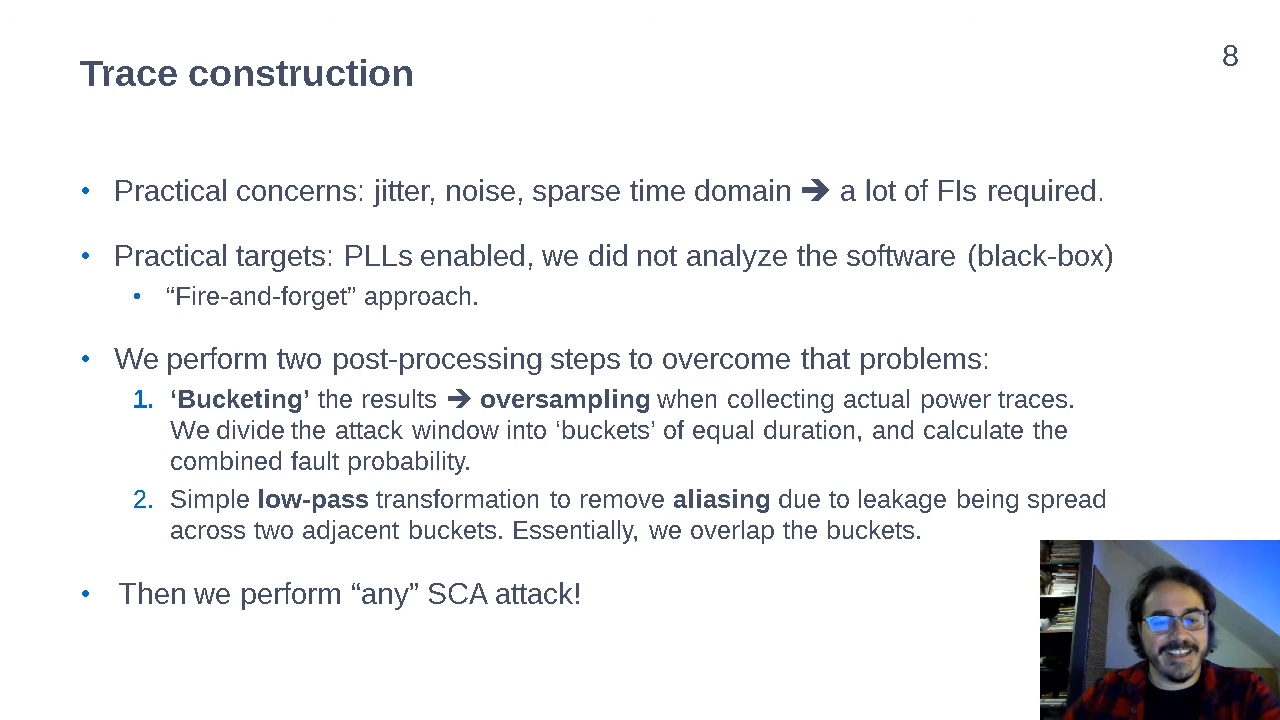 8
Trace construction
• Practical concerns: jitter, noise, sparse time domain ➔ a lot of FIs required.
• Practical targets: PLLs enabled, we did not analyze the software (black-box)
• “Fire-and-forget” approach.
• We perform two post-processing steps to overcome that problems:
1. ‘Bucketing’ the results ➔ oversampling when collecting actual power traces.
We divide the attack window into ‘buckets’ of equal duration, and calculate the
combined fault probability.
2. Simple low-pass transformation to remove aliasing due to leakage being spread
across two adjacent buckets. Essentially, we overlap the buckets.
• Then we perform “any” SCA attack!